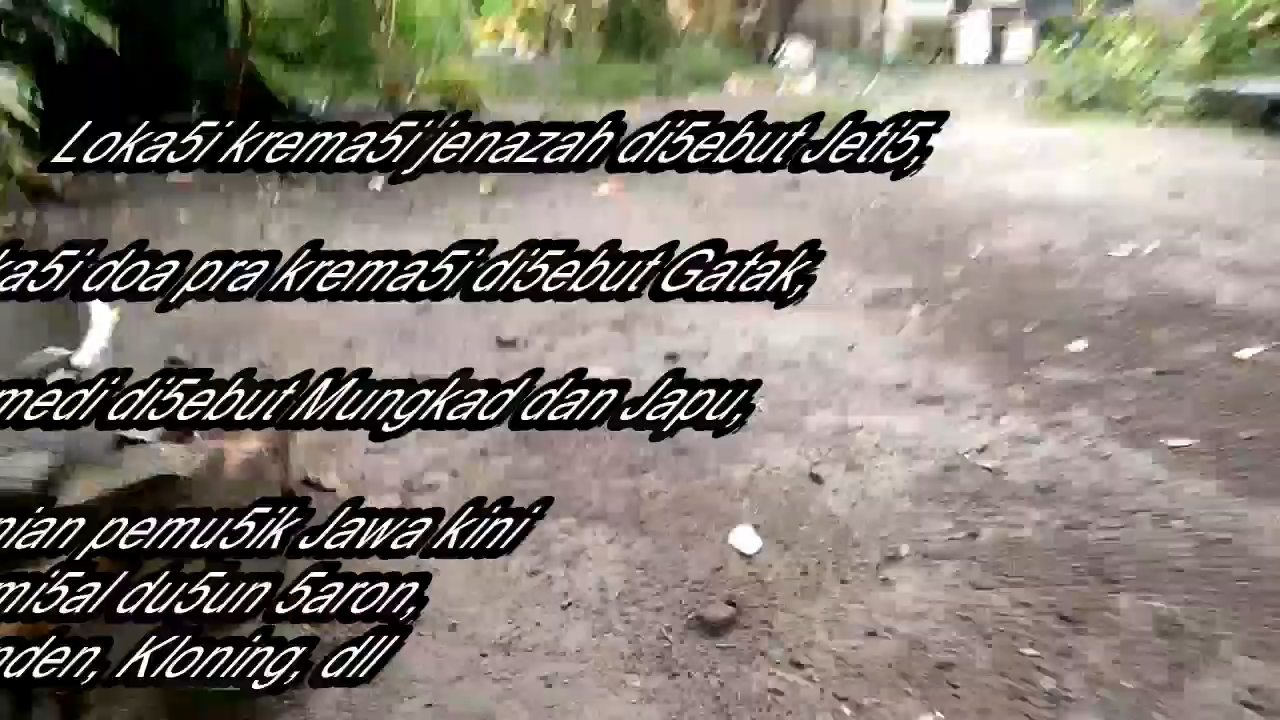 Loka5i krema5i jenazah di5ebut Jeti5,
ka5i doa pra krema5i di5ebut Gatak,
medi di5ebut Mungkad dan Japu,
nian pemu5ik Jawa kini
mi5al du5un 5aron,
nden, Kloning, dll